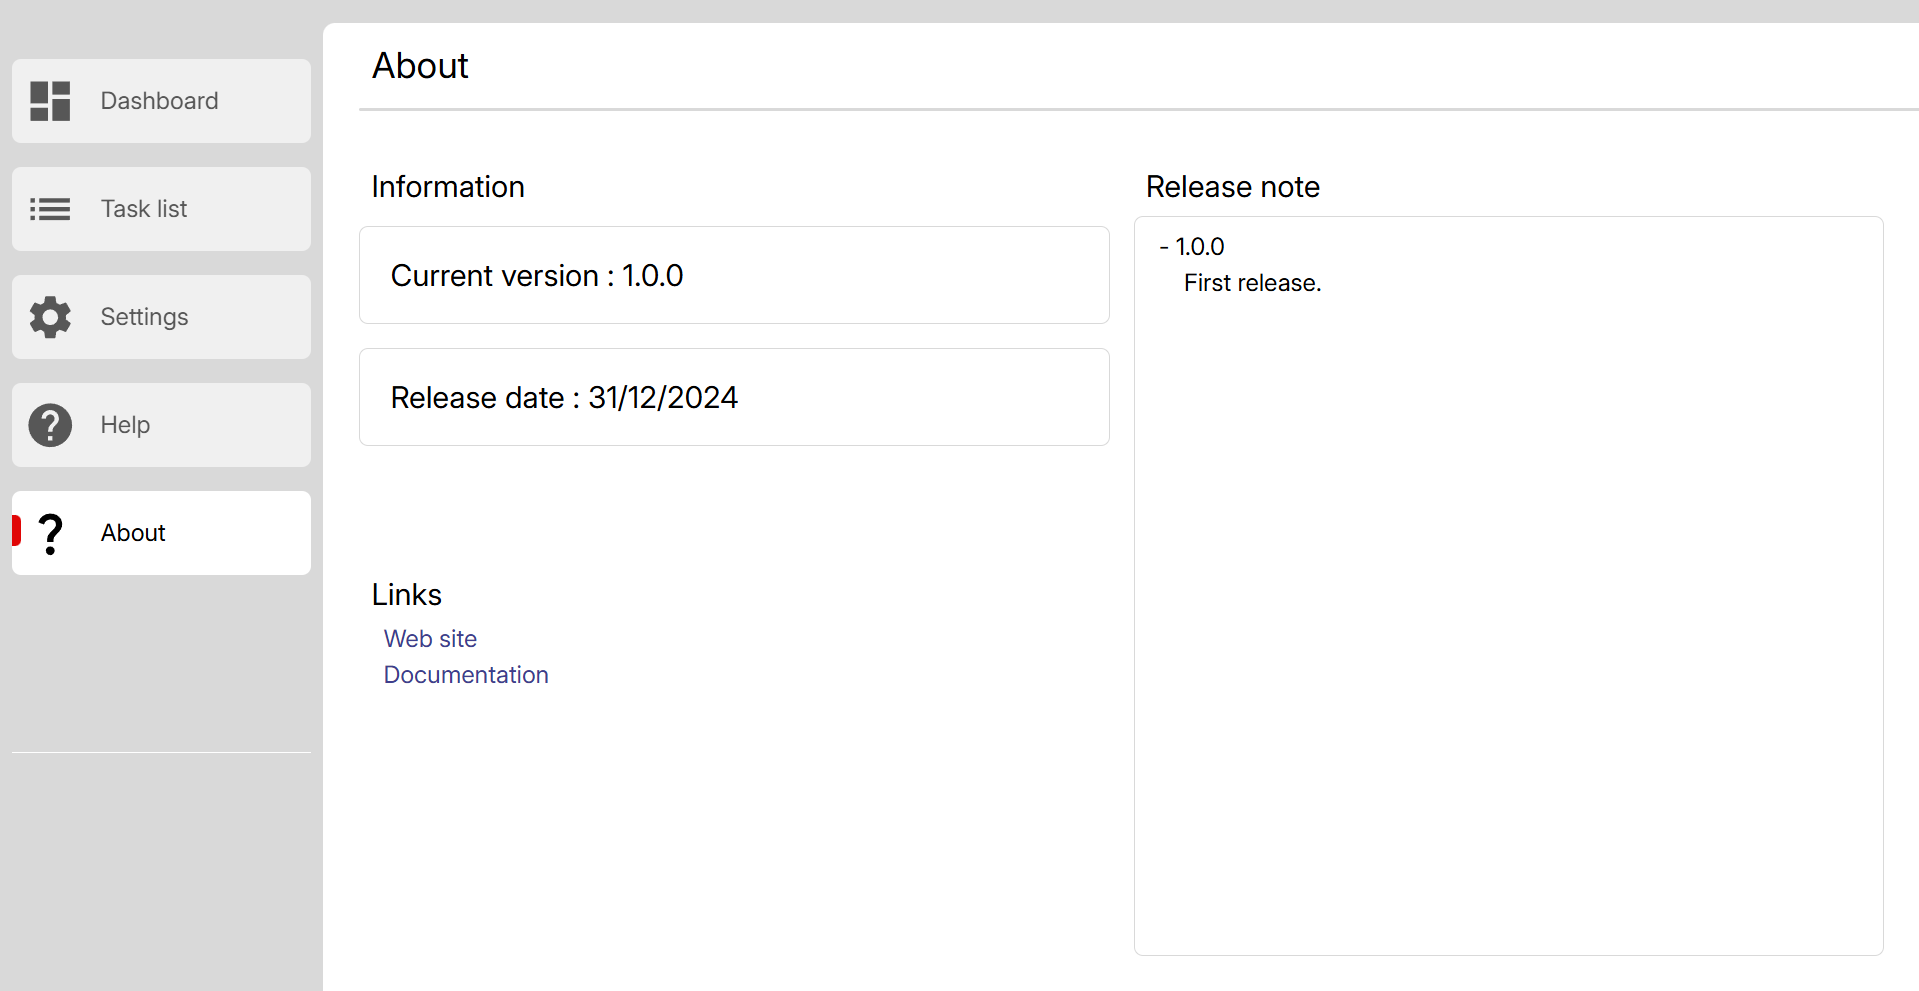 Dashboard
Task list
Settings
Help
About
About
Information
Current version : 1.0.0
Release date : 31/12/2024
Links
Web site
Documentation
Release note
- 1.0.0
First release.